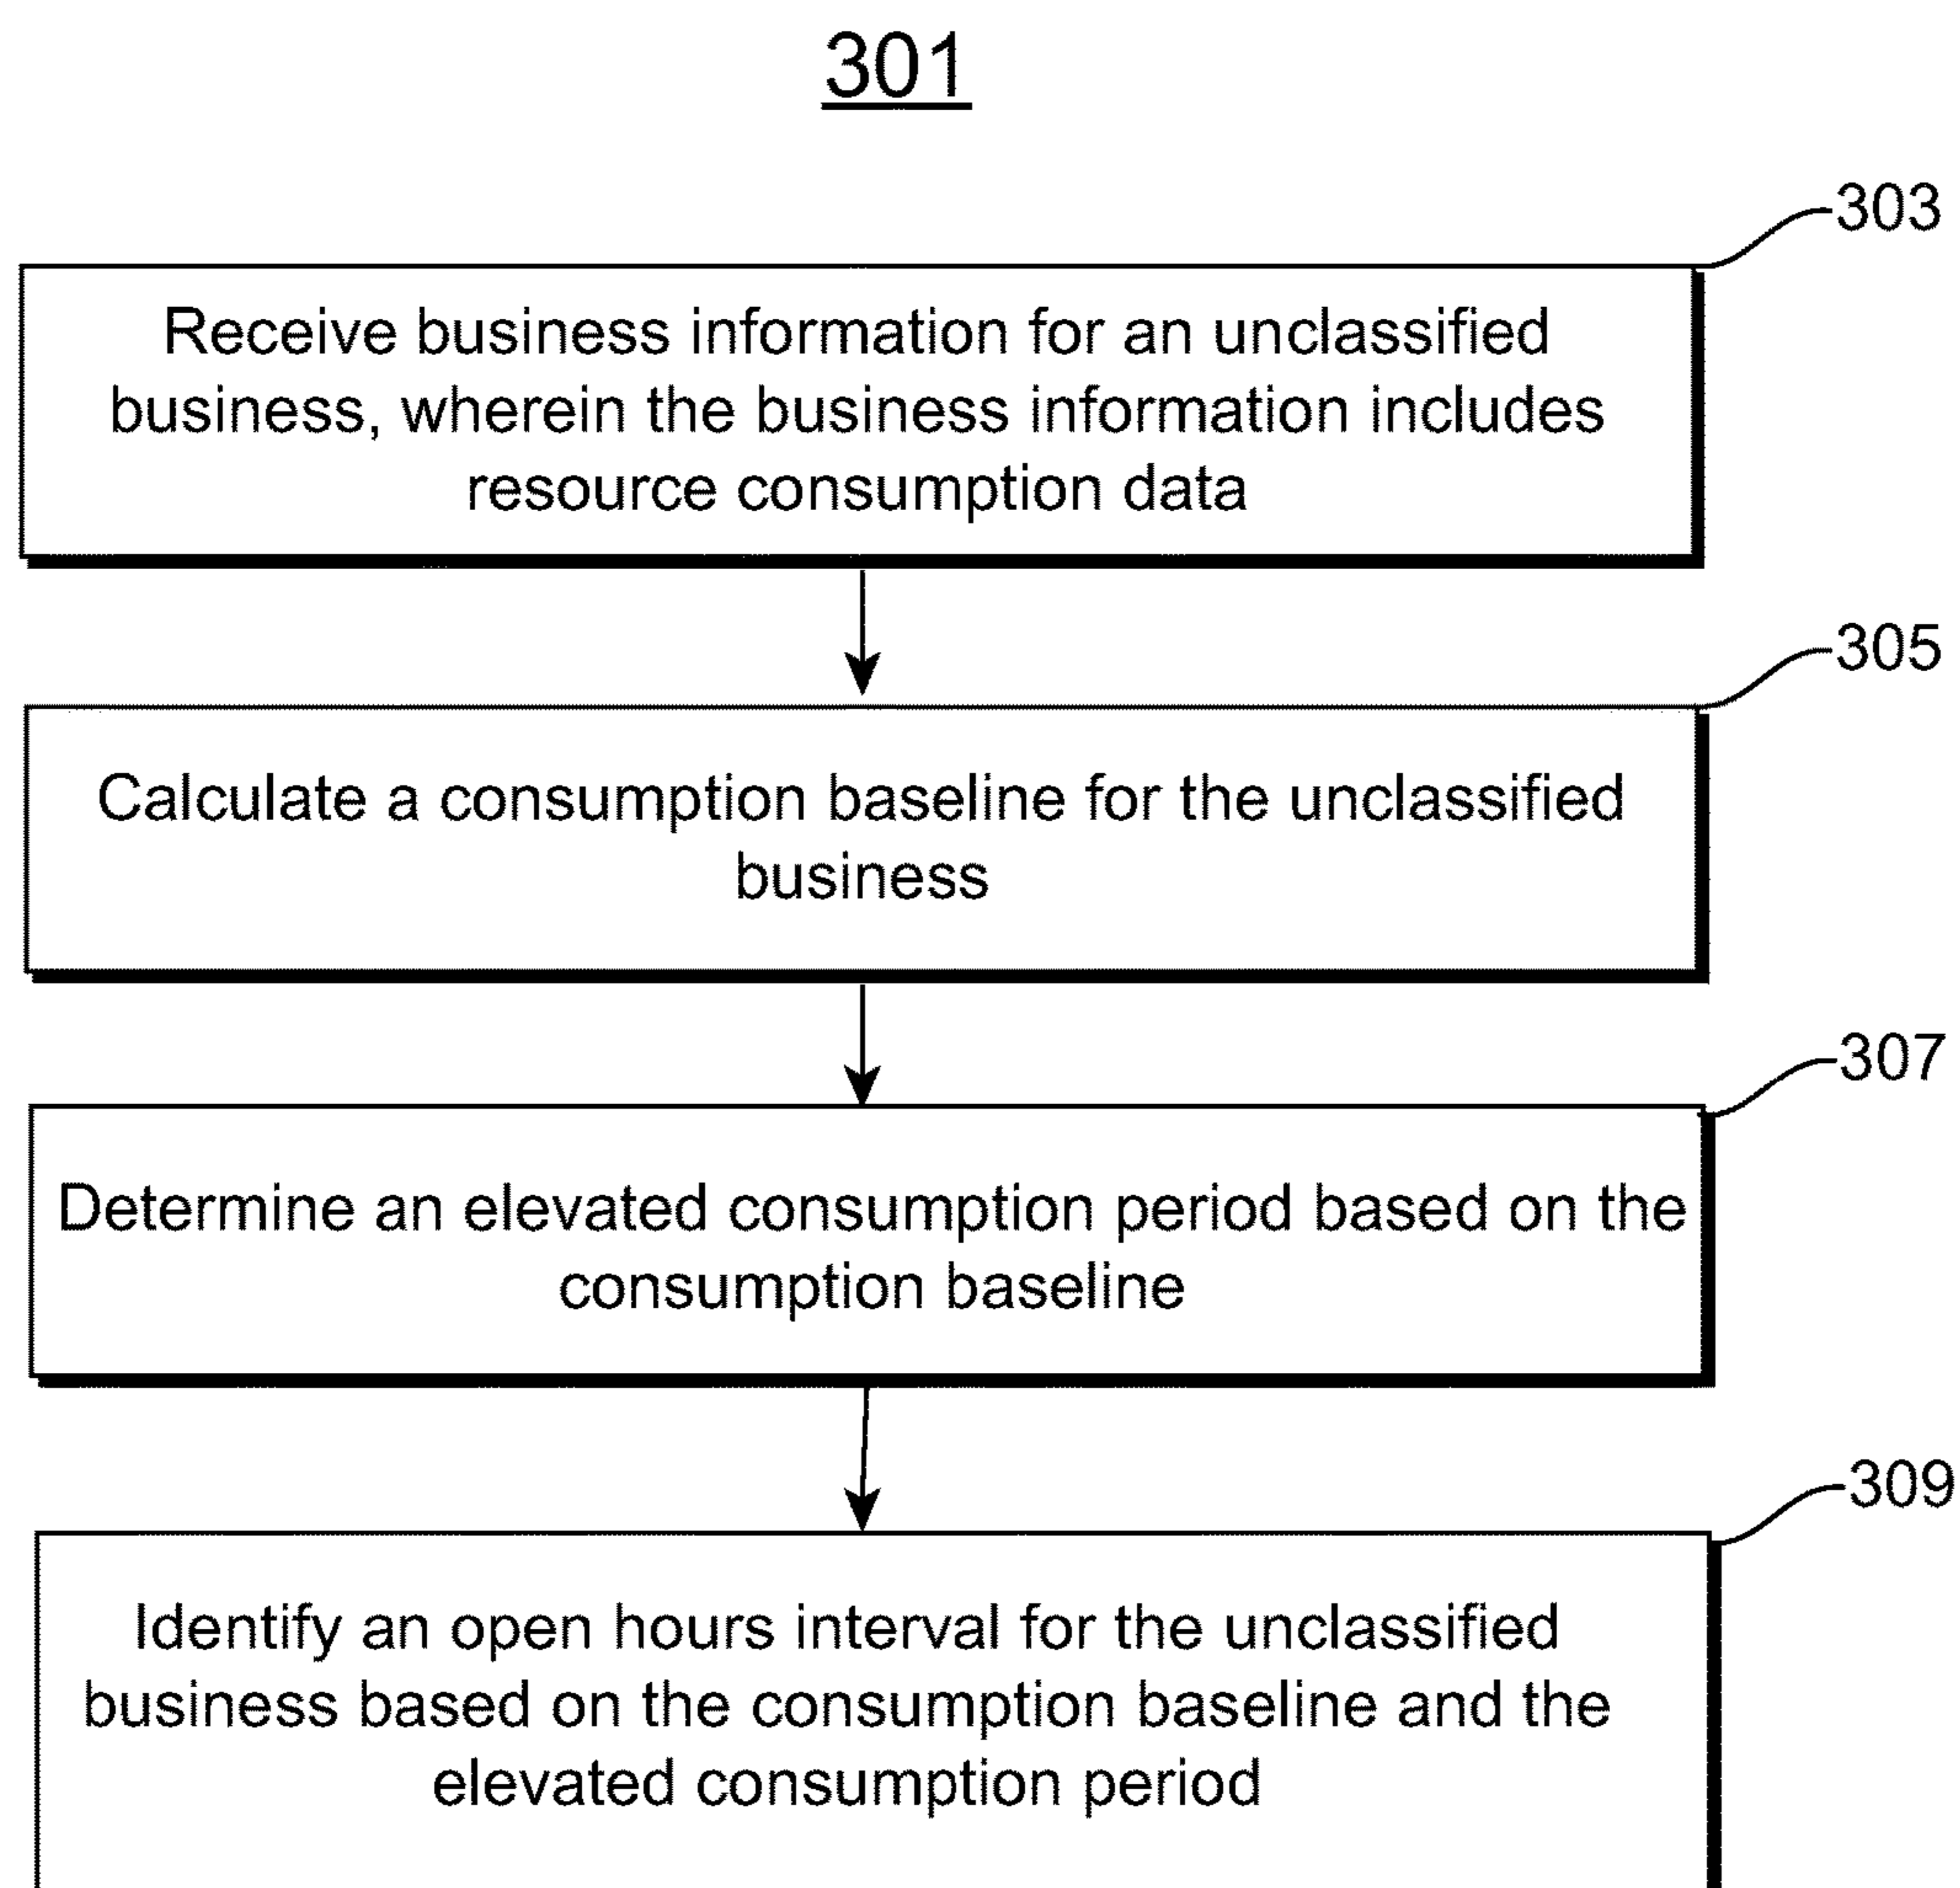 301
303
Receive business information for an unclassified
business, wherein the business information includes
resource consumption data
305
Calculate a consumption baseline for the unclassified
business
307
Determine an elevated consumption period based on the
consumption baseline
309
Identify an open hours interval for the unclassified
business based on the consumption baseline and the
elevated consumption period